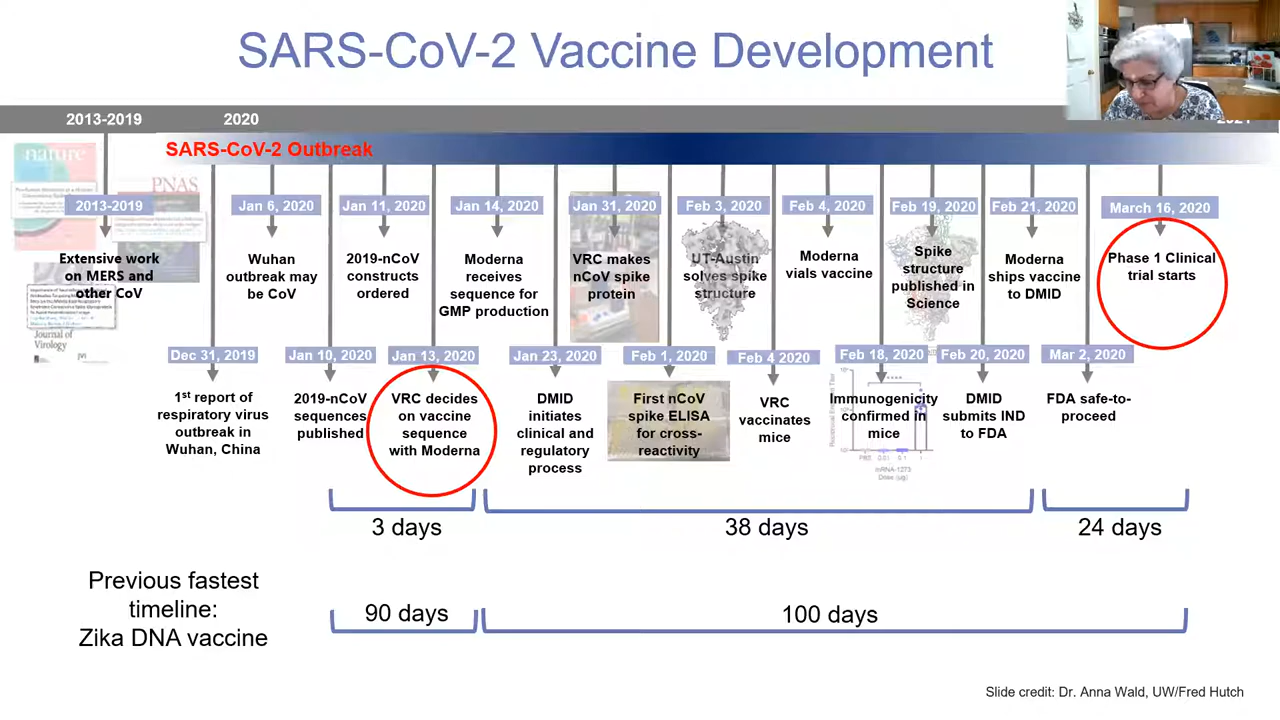 SARS-CoV-2 Vaccine Development
2013-2019
2020
SARS-CoV-2 Outbreak
nature
PNAS
2013-2019
Extensive work
on MERS and
other CoV
Journal of
Virology
Dec 31, 2019
1st report of
respiratory virus
outbreak in
Wuhan, China
Jan 6, 2020
Wuhan
outbreak may
be CoV
Jan 10, 2020
2019-nCoV
sequences
published
Jan 11, 2020
2019-nCoV
constructs
ordered
Jan 13, 2020
VRC decides
on vaccine
sequence
with Moderna
Jan 14, 2020
Moderna
receives
sequence for
GMP production
Jan 23, 2020
DMID
initiates
clinical and
regulatory
process
Jan 31, 2020
VRC makes
nCoV spike
protein
Feb 1, 2020
First nCoV
spike ELISA
for cross-
reactivity
Feb 3, 2020
UT-Austin
solves spike
structure
Feb 4 2020
VRC
vaccinates
mice
Feb 4, 2020
Moderna
vials vaccine
Feb 18, 2020
Immunogenicity
confirmed in
mice
mRNA-1273
Dose (µg)
Feb 19, 2020
Spike
structure
published in
Science
Feb 20, 2020
DMID
submits IND
to FDA
Feb 21, 2020
Moderna
ships vaccine
to DMID
Mar 2, 2020
FDA safe-to-
proceed
March 16, 2020
Phase 1 Clinical
trial starts
3 days
38 days
24 days
Previous fastest
timeline:
Zika DNA vaccine
90 days
100 days
Slide credit: Dr. Anna Wald, UW/Fred Hutch